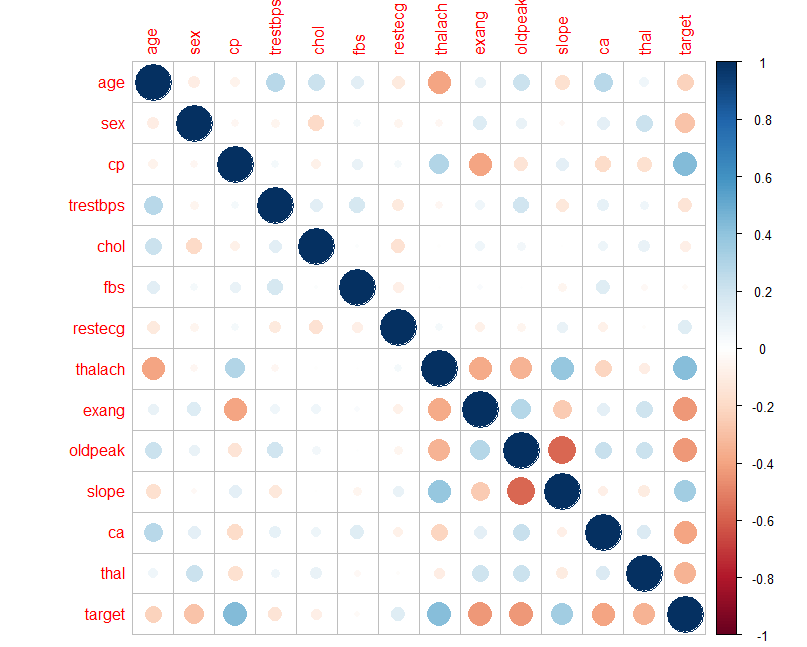 age sex cp trestbps chol fbs restecg thalach exang oldpeak slope ca thal target
age
sex
cp
trestbps
chol
fbs
restecg
thalach
exang
oldpeak
slope
ca
thal
target
1
0.8
0.6
0.4
0.2
0
-0.2
-0.4
-0.6
-0.8
-1